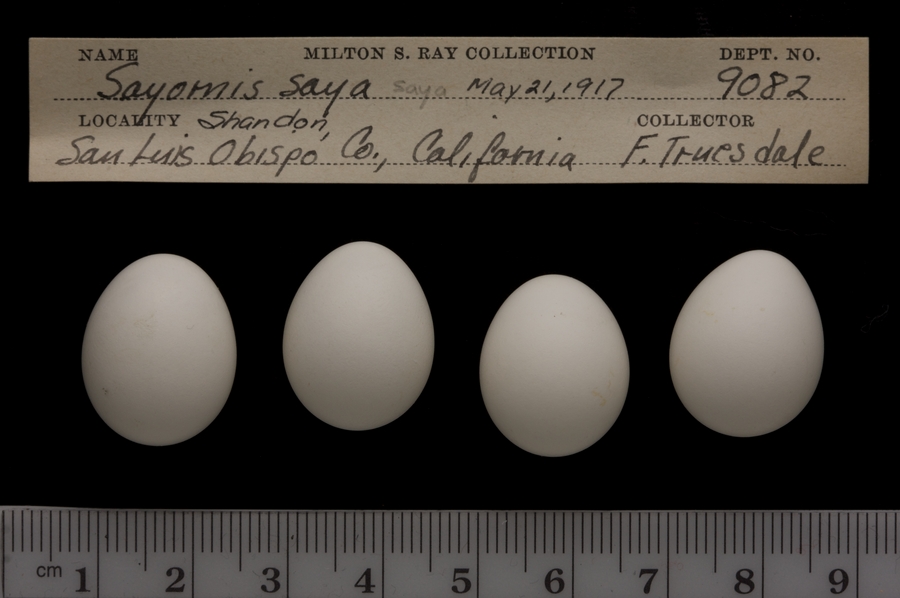 NAME MILTON S. RAY COLLECTION DEPT. NO.
Sayornis saya saya May 21, 1917 9082
LOCALITY Shandon, COLLECTOR
San Luis Obispo Co., California F. Truesdale
cm 1 2 3 4 5 6 7 8 9